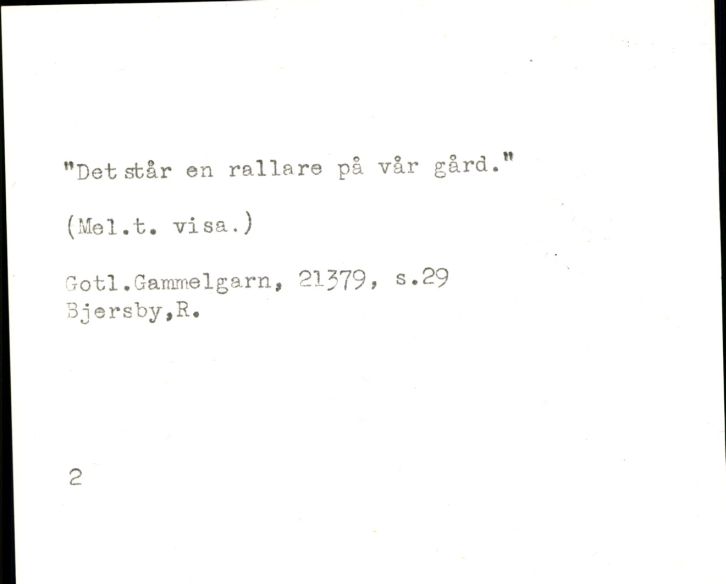 "Det står en rallare på vår gård."
(Mel.t. visa.)
Gotl.Gammelgarn, 21379, s.29
Bjersby,R.
2